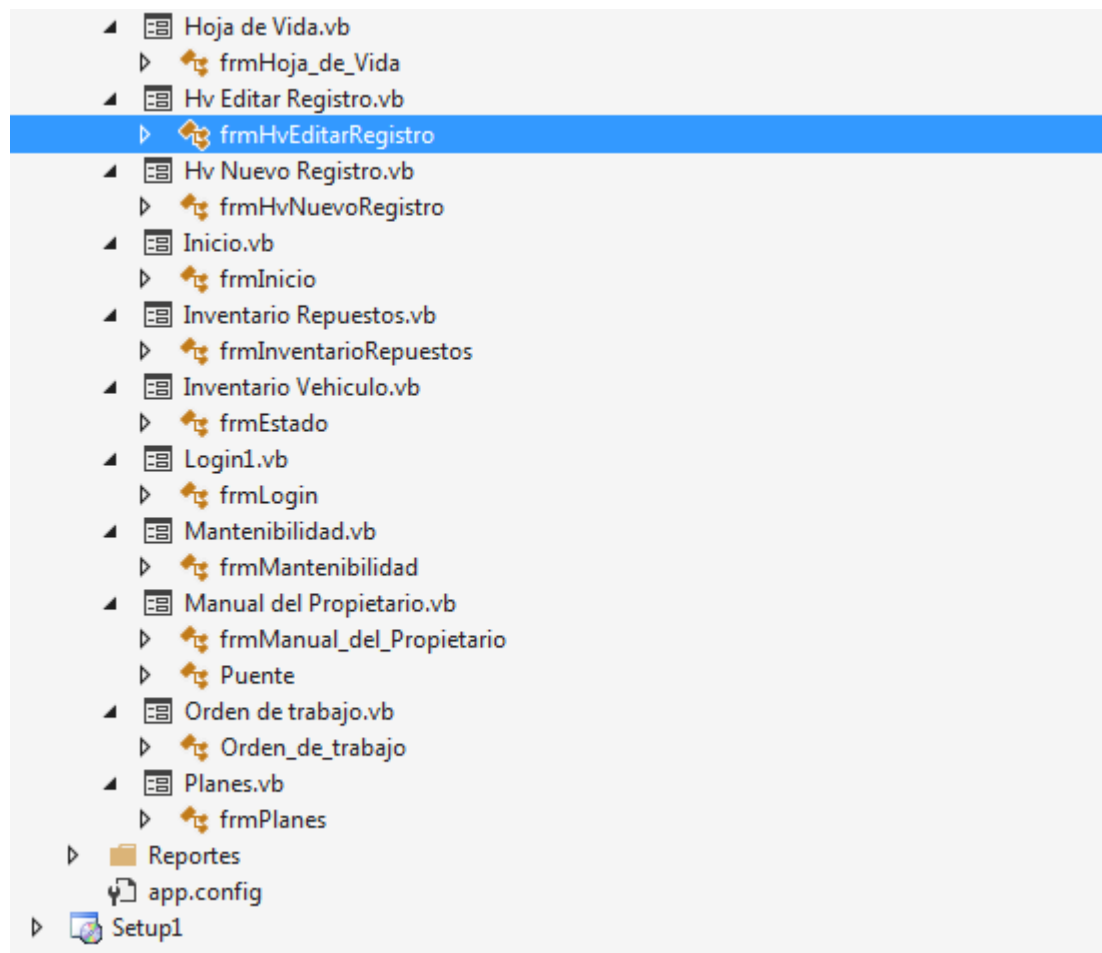 Hoja de Vida.vb
frmHoja_de_Vida
Hv Editar Registro.vb
frmHvEditarRegistro
Hv Nuevo Registro.vb
frmHvNuevoRegistro
Inicio.vb
frmInicio
Inventario Repuestos.vb
frmInventarioRepuestos
Inventario Vehiculo.vb
frmEstado
Login1.vb
frmLogin
Mantenibilidad.vb
frmMantenibilidad
Manual del Propietario.vb
frmManual_del_Propietario
Puente
Orden de trabajo.vb
Orden_de_trabajo
Planes.vb
frmPlanes
Reportes
app.config
Setup1